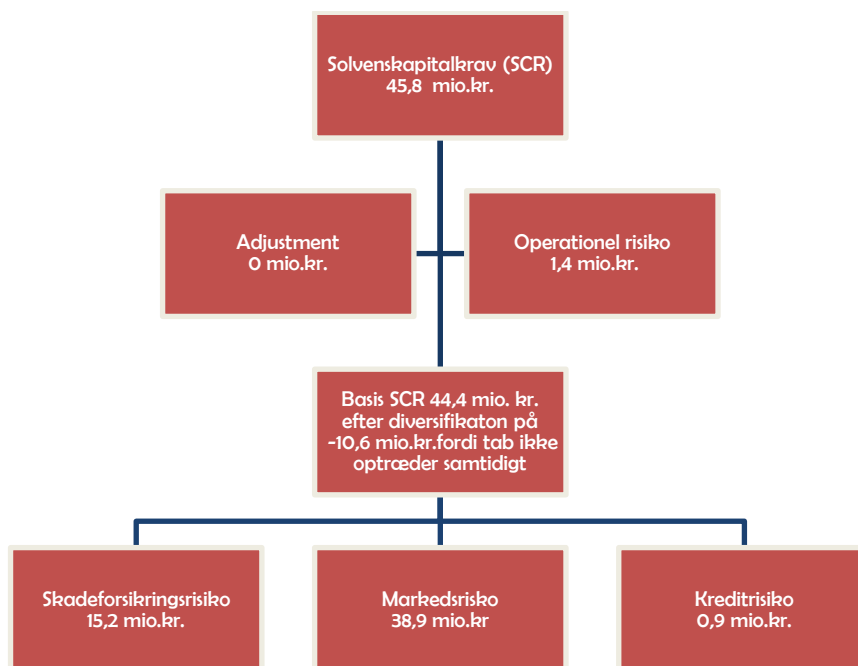 Solvenskapitalkrav (SCR)
45,8 mio.kr.
Adjustment
0 mio.kr.
Operationel risiko
1,4 mio.kr.
Basis SCR 44,4 mio. kr.
efter diversifikaton på
-10,6 mio.kr.fordi tab ikke
optræder samtidigt
Skadeforsikringsrisiko
15,2 mio.kr.
Markedsrisko
38,9 mio.kr
Kreditrisiko
0,9 mio.kr.